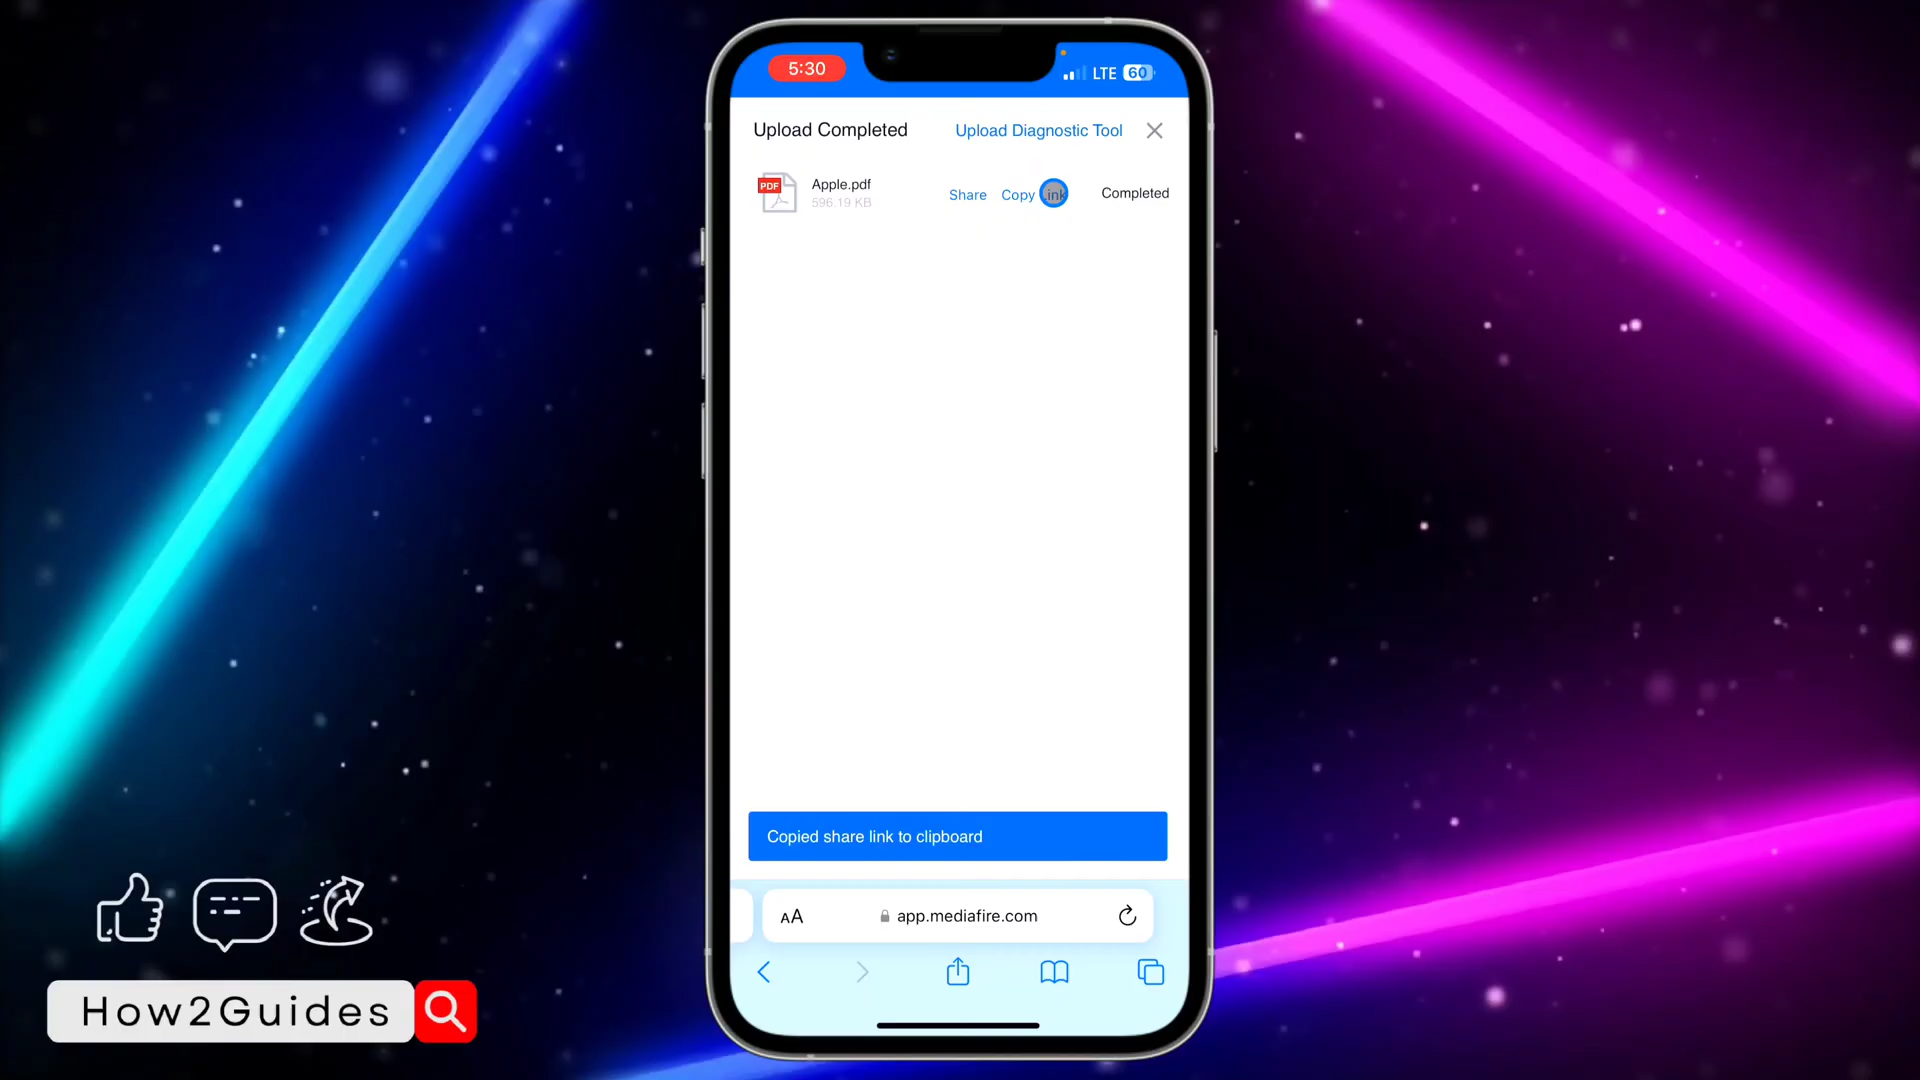 5:30
LTE 60
Upload Completed
Upload Diagnostic Tool
PDF
Apple.pdf
596.19 KB
Share
Copy Link
Completed
Copied share link to clipboard
AA
app.mediafire.com
How2Guides